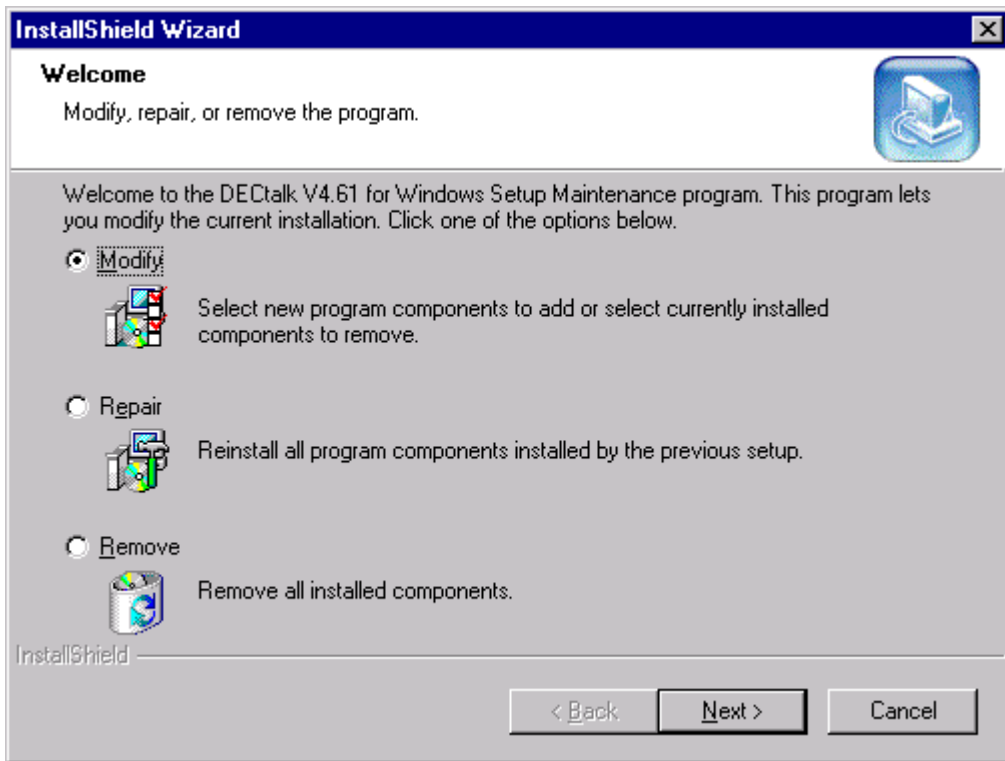 InstallShield Wizard
Welcome
Modify, repair, or remove the program.
Welcome to the DECtalk V4.61 for Windows Setup Maintenance program. This program lets
you modify the current installation. Click one of the options below.
Modify
Select new program components to add or select currently installed
components to remove.
Repair
Reinstall all program components installed by the previous setup.
Remove
Remove all installed components.
InstallShield
< Back
Next >
Cancel